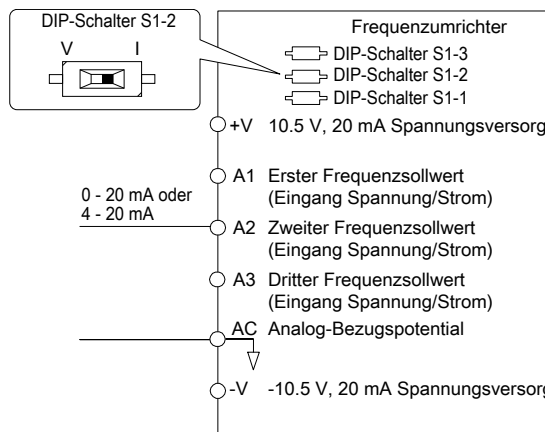 DIP-Schalter S1-2
V I
Frequenzumrichter
DIP-Schalter S1-3
DIP-Schalter S1-2
DIP-Schalter S1-1
+V 10.5 V, 20 mA Spannungsversorg
A1 Erster Frequenzsollwert
(Eingang Spannung/Strom)
0 - 20 mA oder
4 - 20 mA
A2 Zweiter Frequenzsollwert
(Eingang Spannung/Strom)
A3 Dritter Frequenzsollwert
(Eingang Spannung/Strom)
AC Analog-Bezugspotential
-V -10.5 V, 20 mA Spannungsversorg